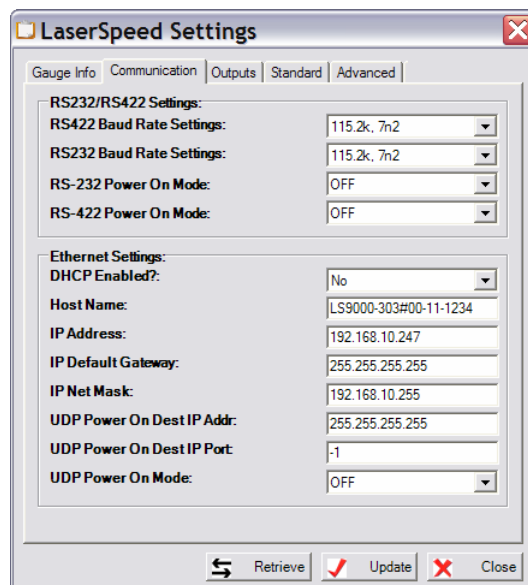 LaserSpeed Settings
Gauge Info Communication Outputs Standard Advanced
RS232/RS422 Settings:
RS422 Baud Rate Settings: 115.2k, 7n2
RS232 Baud Rate Settings: 115.2k, 7n2
RS-232 Power On Mode: OFF
RS-422 Power On Mode: OFF
Ethernet Settings:
DHCP Enabled?: No
Host Name: LS9000-303#00-11-1234
IP Address: 192.168.10.247
IP Default Gateway: 255.255.255.255
IP Net Mask: 192.168.10.255
UDP Power On Dest IP Addr: 255.255.255.255
UDP Power On Dest IP Port: -1
UDP Power On Mode: OFF
Retrieve Update Close